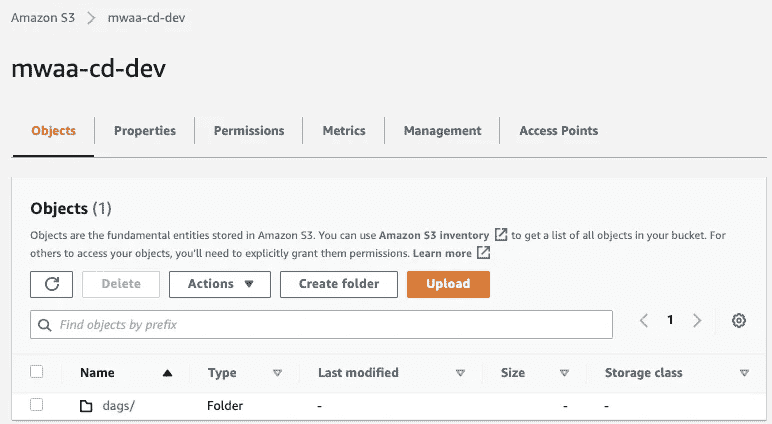 Amazon S3 > mwaa-cd-dev
mwaa-cd-dev
Objects Properties Permissions Metrics Management Access Points
Objects (1)
Objects are the fundamental entities stored in Amazon S3. You can use Amazon S3 inventory to get a list of all objects in your bucket. For
others to access your objects, you'll need to explicitly grant them permissions. Learn more
Delete Actions Create folder Upload
Find objects by prefix 1
Name Type Last modified Size Storage class
dags/ Folder - - -